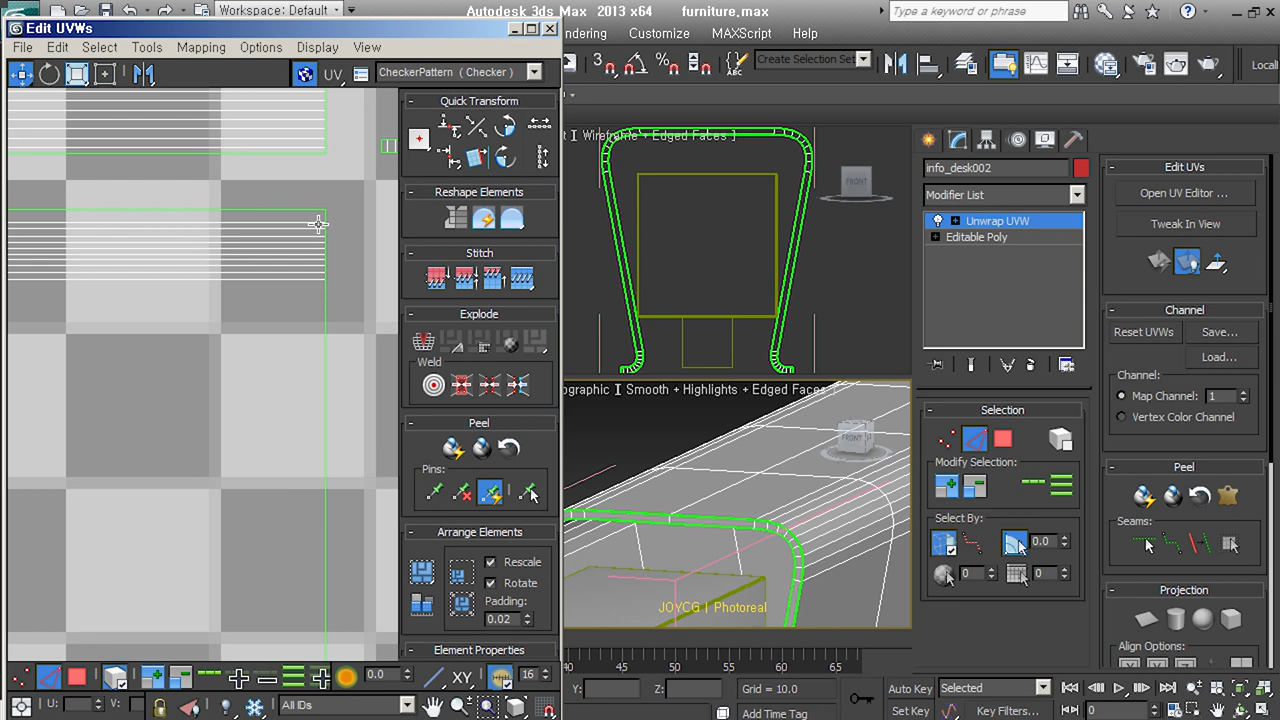 Workspace: Default
Autodesk 3ds Max 2013 x64 furniture.max
Type a keyword or phrase
Edit UVWs
File Edit Select Tools Mapping Options Display View
ndering Customize MAXScript Help
UV CheckerPattern ( Checker )
3 % Create Selection Set
Locali
Quick Transform
t ] Wireframe + Edged Faces ]
FRONT
info_desk002
Modifier List
Unwrap UVW
Editable Poly
Edit UVs
Open UV Editor ...
Tweak In View
Reshape Elements
Stitch
Explode
Weld
Channel
Reset UVWs Save...
Load...
Channel:
Map Channel: 1
Vertex Color Channel
ographic ] Smooth + Highlights + Edged Faces
FRONT
Peel
Pins:
Selection
Modify Selection:
Select By:
0.0
0 0
Peel
Seams:
Arrange Elements
Rescale
Rotate
Padding:
0.02
Projection
Align Options:
JOYCG | Photoreal
Element Properties
0.0 XY 16
40 45 50 55 60 65
U: V: All IDs
Y: Z: Grid = 10.0
Auto Key Selected
Set Key Key Filters... 0